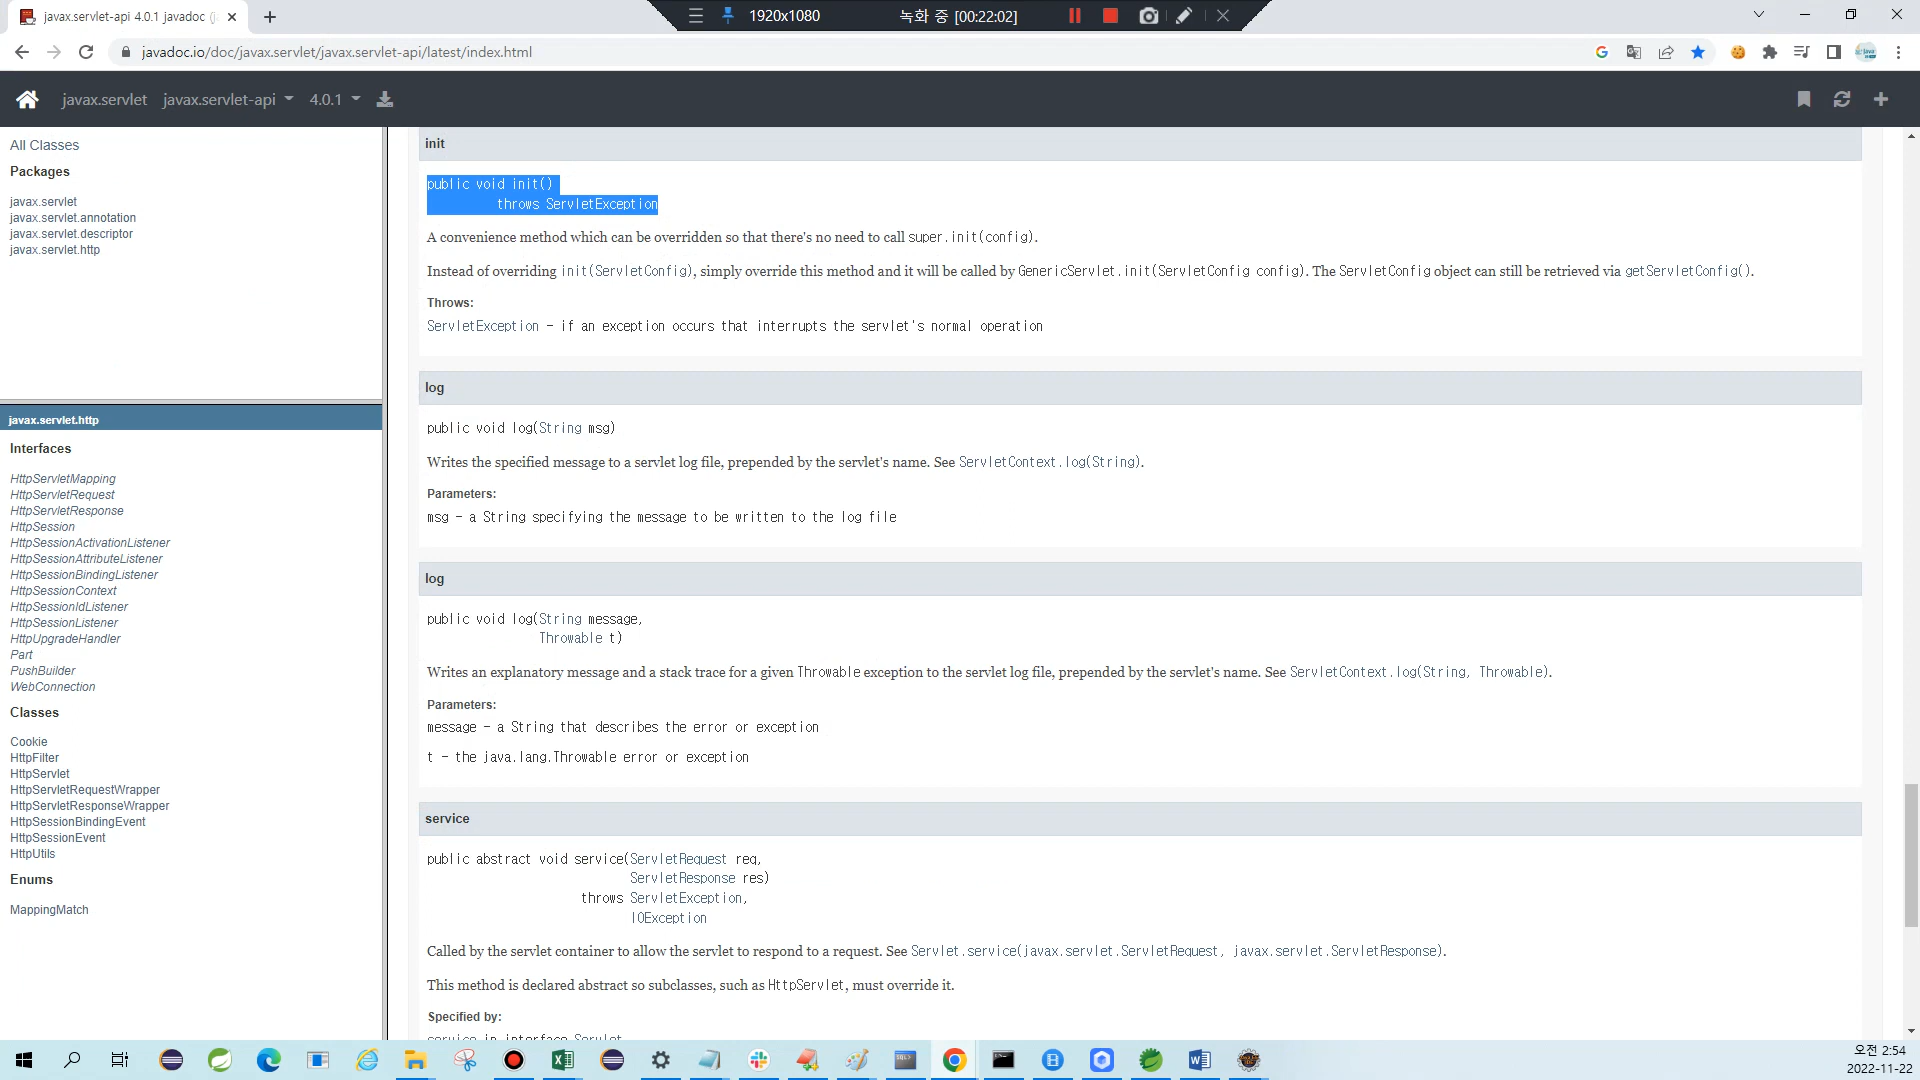 javax.servlet-api 4.0.1 javadoc (j
1920x1080
녹화 중 [00:22:02]
javadoc.io/doc/javax.servlet/javax.servlet-api/latest/index.html
javax.servlet javax.servlet-api 4.0.1
All Classes
Packages
javax.servlet
javax.servlet.annotation
javax.servlet.descriptor
javax.servlet.http
javax.servlet.http
Interfaces
HttpServletMapping
HttpServletRequest
HttpServletResponse
HttpSession
HttpSessionActivationListener
HttpSessionAttributeListener
HttpSessionBindingListener
HttpSessionContext
HttpSessionIdListener
HttpSessionListener
HttpUpgradeHandler
Part
PushBuilder
WebConnection
Classes
Cookie
HttpFilter
HttpServlet
HttpServletRequestWrapper
HttpServletResponseWrapper
HttpSessionBindingEvent
HttpSessionEvent
HttpUtils
Enums
MappingMatch
init
public void init()
throws ServletException
A convenience method which can be overridden so that there's no need to call super.init(config).
Instead of overriding init(ServletConfig), simply override this method and it will be called by GenericServlet.init(ServletConfig config). The ServletConfig object can still be retrieved via getServletConfig().
Throws:
ServletException - if an exception occurs that interrupts the servlet's normal operation
log
public void log(String msg)
Writes the specified message to a servlet log file, prepended by the servlet's name. See ServletContext.log(String).
Parameters:
msg - a String specifying the message to be written to the log file
log
public void log(String message,
Throwable t)
Writes an explanatory message and a stack trace for a given Throwable exception to the servlet log file, prepended by the servlet's name. See ServletContext.log(String, Throwable).
Parameters:
message - a String that describes the error or exception
t - the java.lang.Throwable error or exception
service
public abstract void service(ServletRequest req,
ServletResponse res)
throws ServletException,
IOException
Called by the servlet container to allow the servlet to respond to a request. See Servlet.service(javax.servlet.ServletRequest, javax.servlet.ServletResponse).
This method is declared abstract so subclasses, such as HttpServlet, must override it.
Specified by:
service in interface Servlet
오전 2:54
2022-11-22